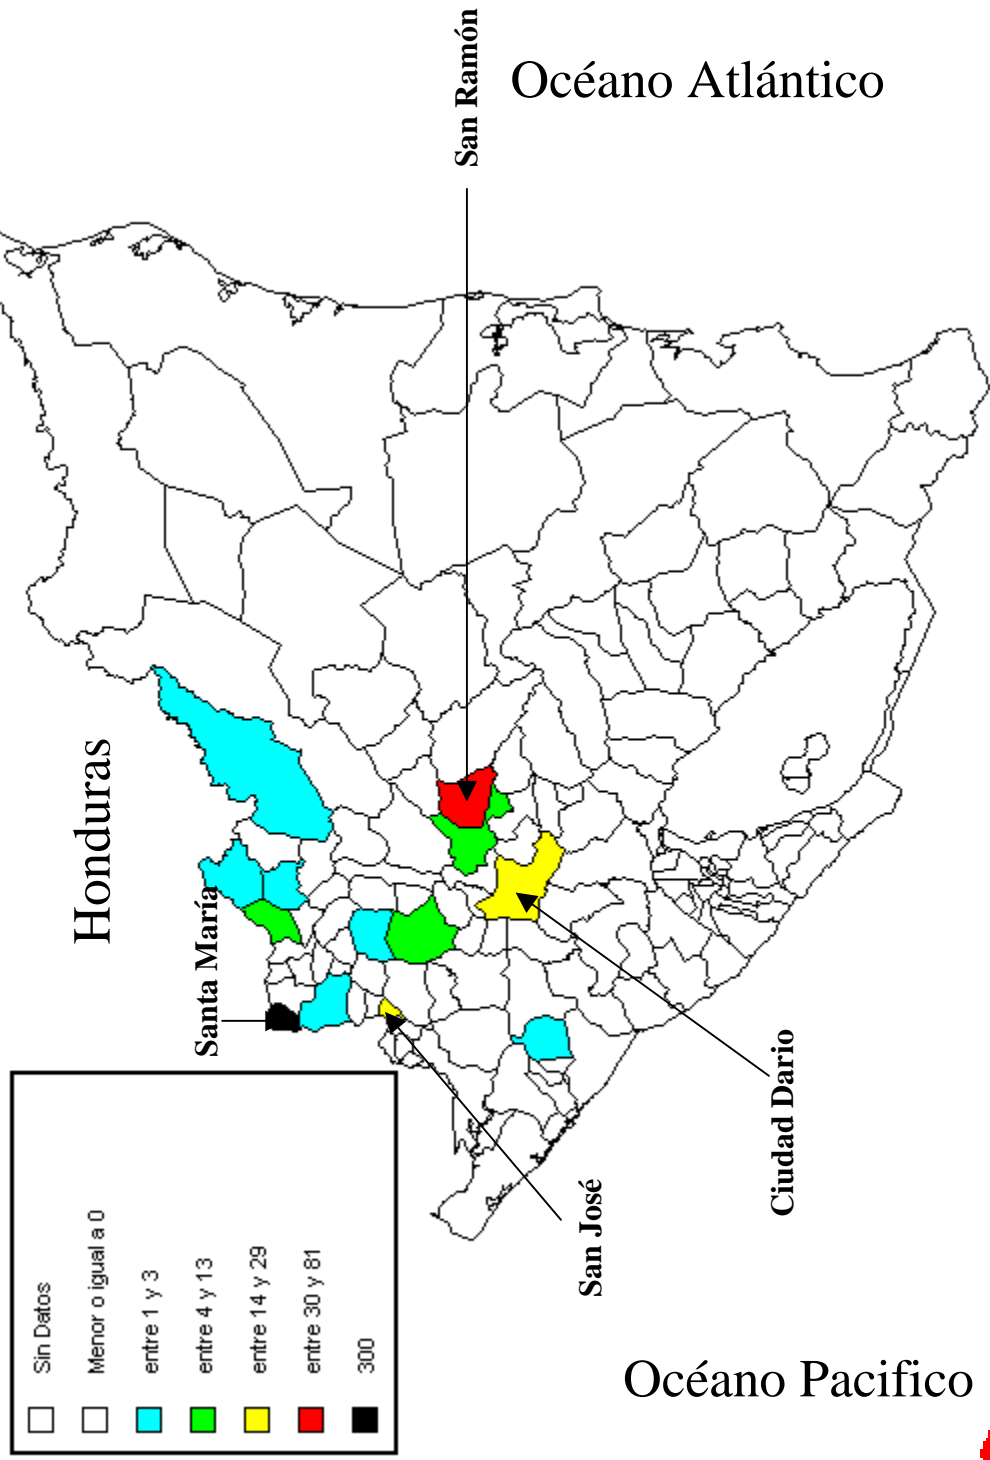 Honduras
Océano Atlántico
San Ramón
Santa María
San José
Ciudad Dario
Océano Pacifico
Sin Datos
Menor o igual a 0
entre 1 y 3
entre 4 y 13
entre 14 y 29
entre 30 y 81
300